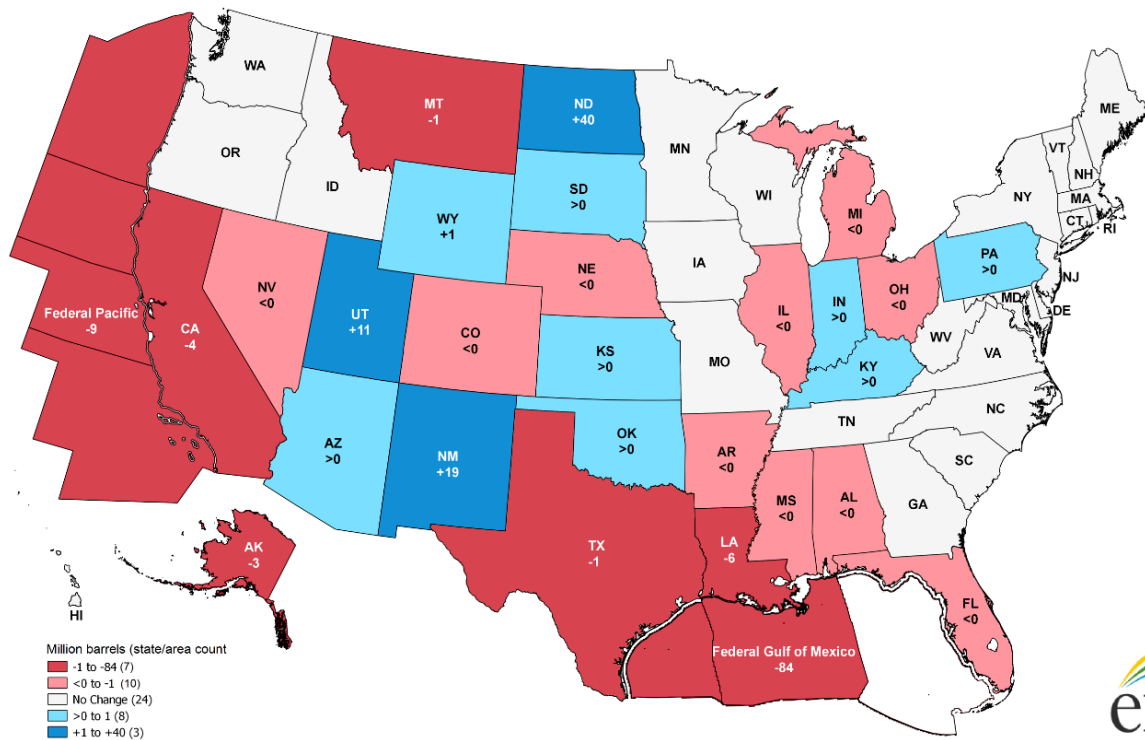 WA
MT
-1
ND
+40
MN
ME
OR
ID
WY
+1
SD
>0
WI
MI
<0
NY
VT
NH
MA
CT
RI
Federal Pacific
-9
CA
-4
NV
<0
UT
+11
CO
<0
NE
<0
IA
IL
<0
IN
>0
OH
<0
PA
>0
NJ
MD
DE
KS
>0
MO
KY
>0
WV
VA
AZ
>0
NM
+19
OK
>0
AR
<0
TN
NC
SC
MS
<0
AL
<0
GA
AK
-3
TX
-1
LA
-6
FL
<0
HI
Federal Gulf of Mexico
-84
Million barrels (state/area count
-1 to -84 (7)
<0 to -1 (10)
No Change (24)
>0 to 1 (8)
+1 to +40 (3)